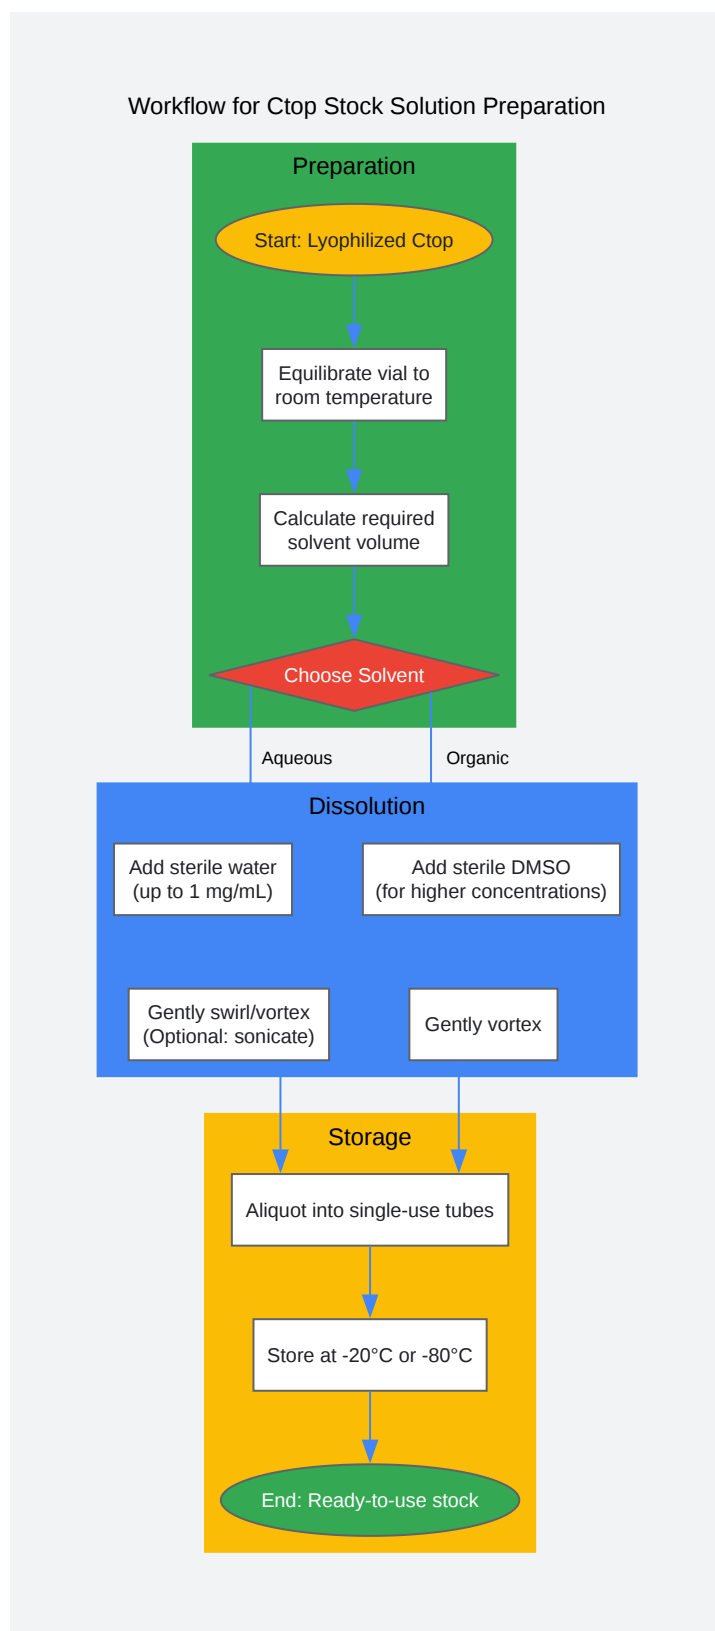 Workflow for Ctop Stock Solution Preparation
Preparation
Start: Lyophilized Ctop
Equilibrate vial to
room temperature
Calculate required
solvent volume
Choose Solvent
Aqueous
Organic
Dissolution
Add sterile water
(up to 1 mg/mL)
Add sterile DMSO
(for higher concentrations)
Gently swirl/vortex
(Optional: sonicate)
Gently vortex
Storage
Aliquot into single-use tubes
Store at -20°C or -80°C
End: Ready-to-use stock